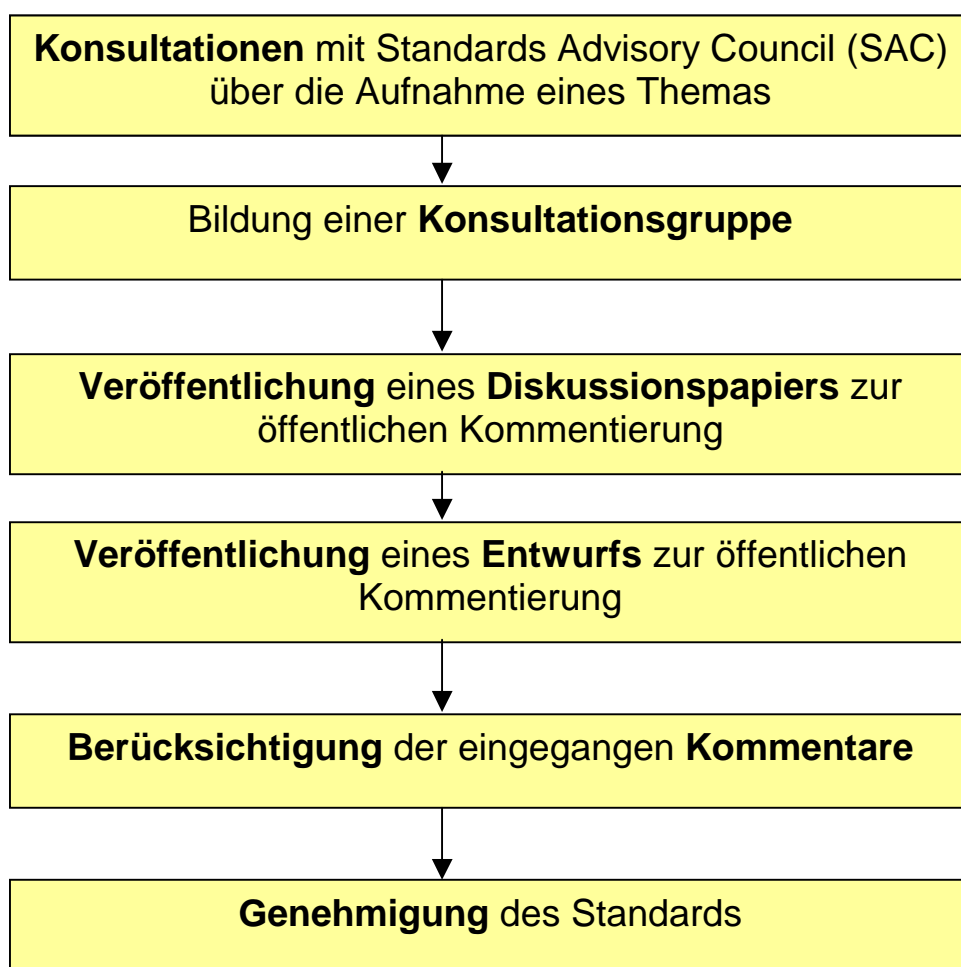 Konsultationen mit Standards Advisory Council (SAC)
über die Aufnahme eines Themas
Bildung einer Konsultationsgruppe
Veröffentlichung eines Diskussionspapiers zur
öffentlichen Kommentierung
Veröffentlichung eines Entwurfs zur öffentlichen
Kommentierung
Berücksichtigung der eingegangen Kommentare
Genehmigung des Standards